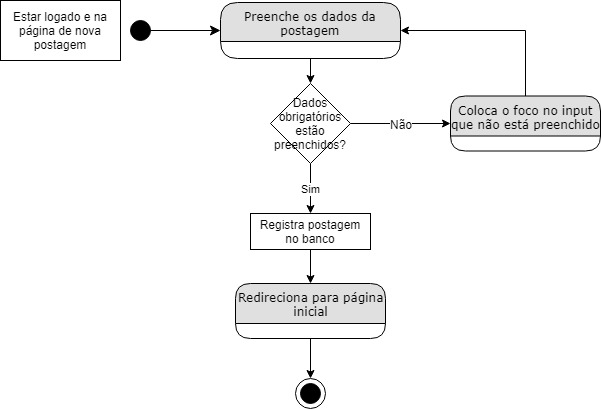 Estar logado e na
página de nova
postagem
Preenche os dados da
postagem
Dados
obrigatórios
estão
preenchidos?
Não
Coloca o foco no input
que não está preenchido
Sim
Registra postagem
no banco
Redireciona para página
inicial